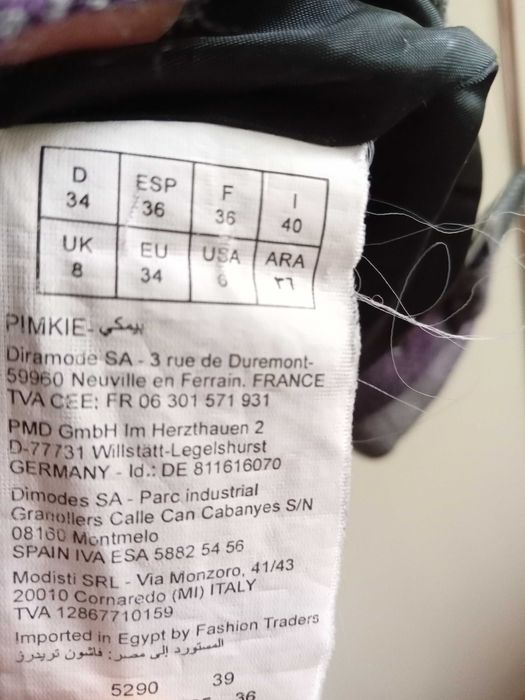 D ESP F I
34 36 36 40
UK EU USA ARA
8 34 6 ٣٦
PIMKIE- بيمكي
Diramode SA - 3 rue de Duremont-
59960 Neuville en Ferrain. FRANCE
TVA CEE: FR 06 301 571 931
PMD GmbH Im Herzthauen 2
D-77731 Willstätt-Legelshurst
GERMANY - Id.: DE 811616070
Dimodes SA - Parc industrial
Granollers Calle Can Cabanyes S/N
08160 Montmelo
SPAIN IVA ESA 5882 54 56
Modisti SRL - Via Monzoro, 41/43
20010 Cornaredo (MI) ITALY
TVA 12867710159
Imported in Egypt by Fashion Traders
المستورد إلى مصر: فاشون تريدرز
5290 39
36